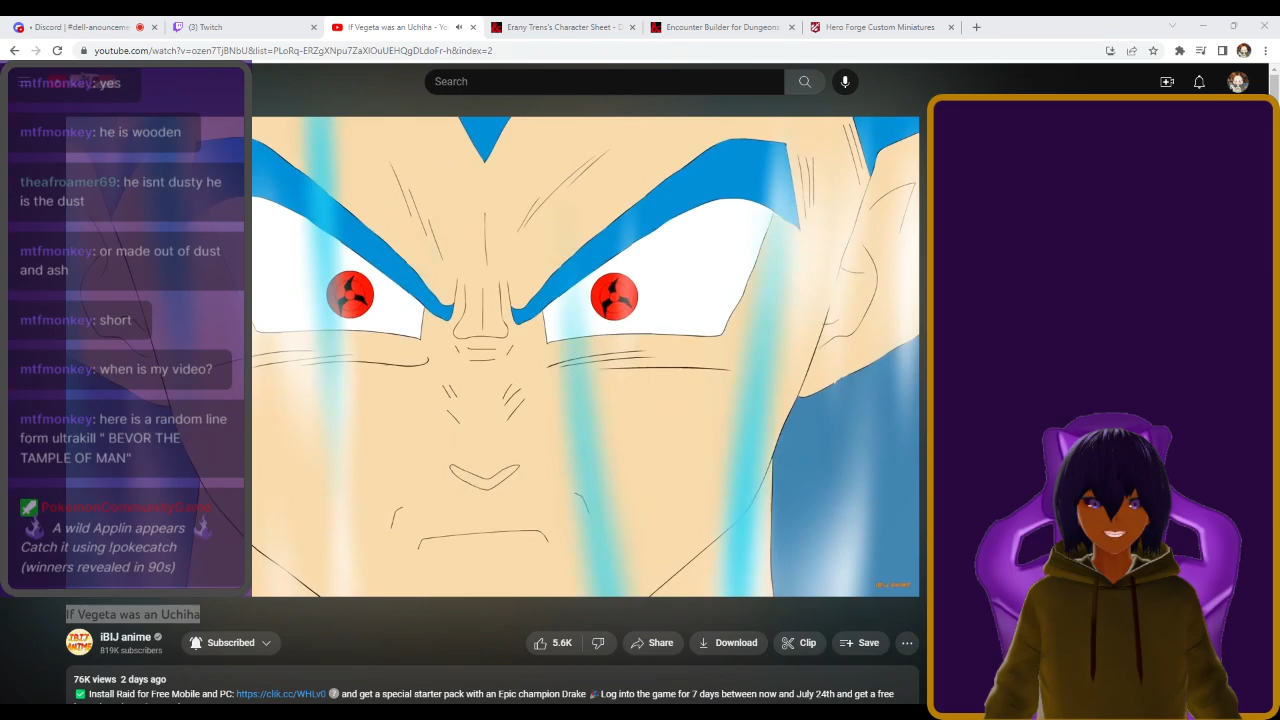 • Discord | #dell-anounceme
(3) Twitch
If Vegeta was an Uchiha - Yo
Erany Trens's Character Sheet - D
Encounter Builder for Dungeons
Hero Forge Custom Miniatures
youtube.com/watch?v=ozen7TjBNbU&list=PLoRq-ERZgXNpu7ZaXlOuUEHQgDLdoFr-h&index=2
Search
mtfmonkey: yes
mtfmonkey: he is wooden
theafroamer69: he isnt dusty he
is the dust
mtfmonkey: or made out of dust
and ash
mtfmonkey: short
mtfmonkey: when is my video?
mtfmonkey: here is a random line
form ultrakill " BEVOR THE
TAMPLE OF MAN"
PokemonCommunityGame
A wild Applin appears
Catch it using !pokecatch
(winners revealed in 90s)
iBIJ ANIME
If Vegeta was an Uchiha
iBIJ anime
819K subscribers
Subscribed
5.6K
Share
Download
Clip
Save
76K views 2 days ago
Install Raid for Free Mobile and PC: https://clik.cc/WHLv0 and get a special starter pack with an Epic champion Drake Log into the game for 7 days between now and July 24th and get a free